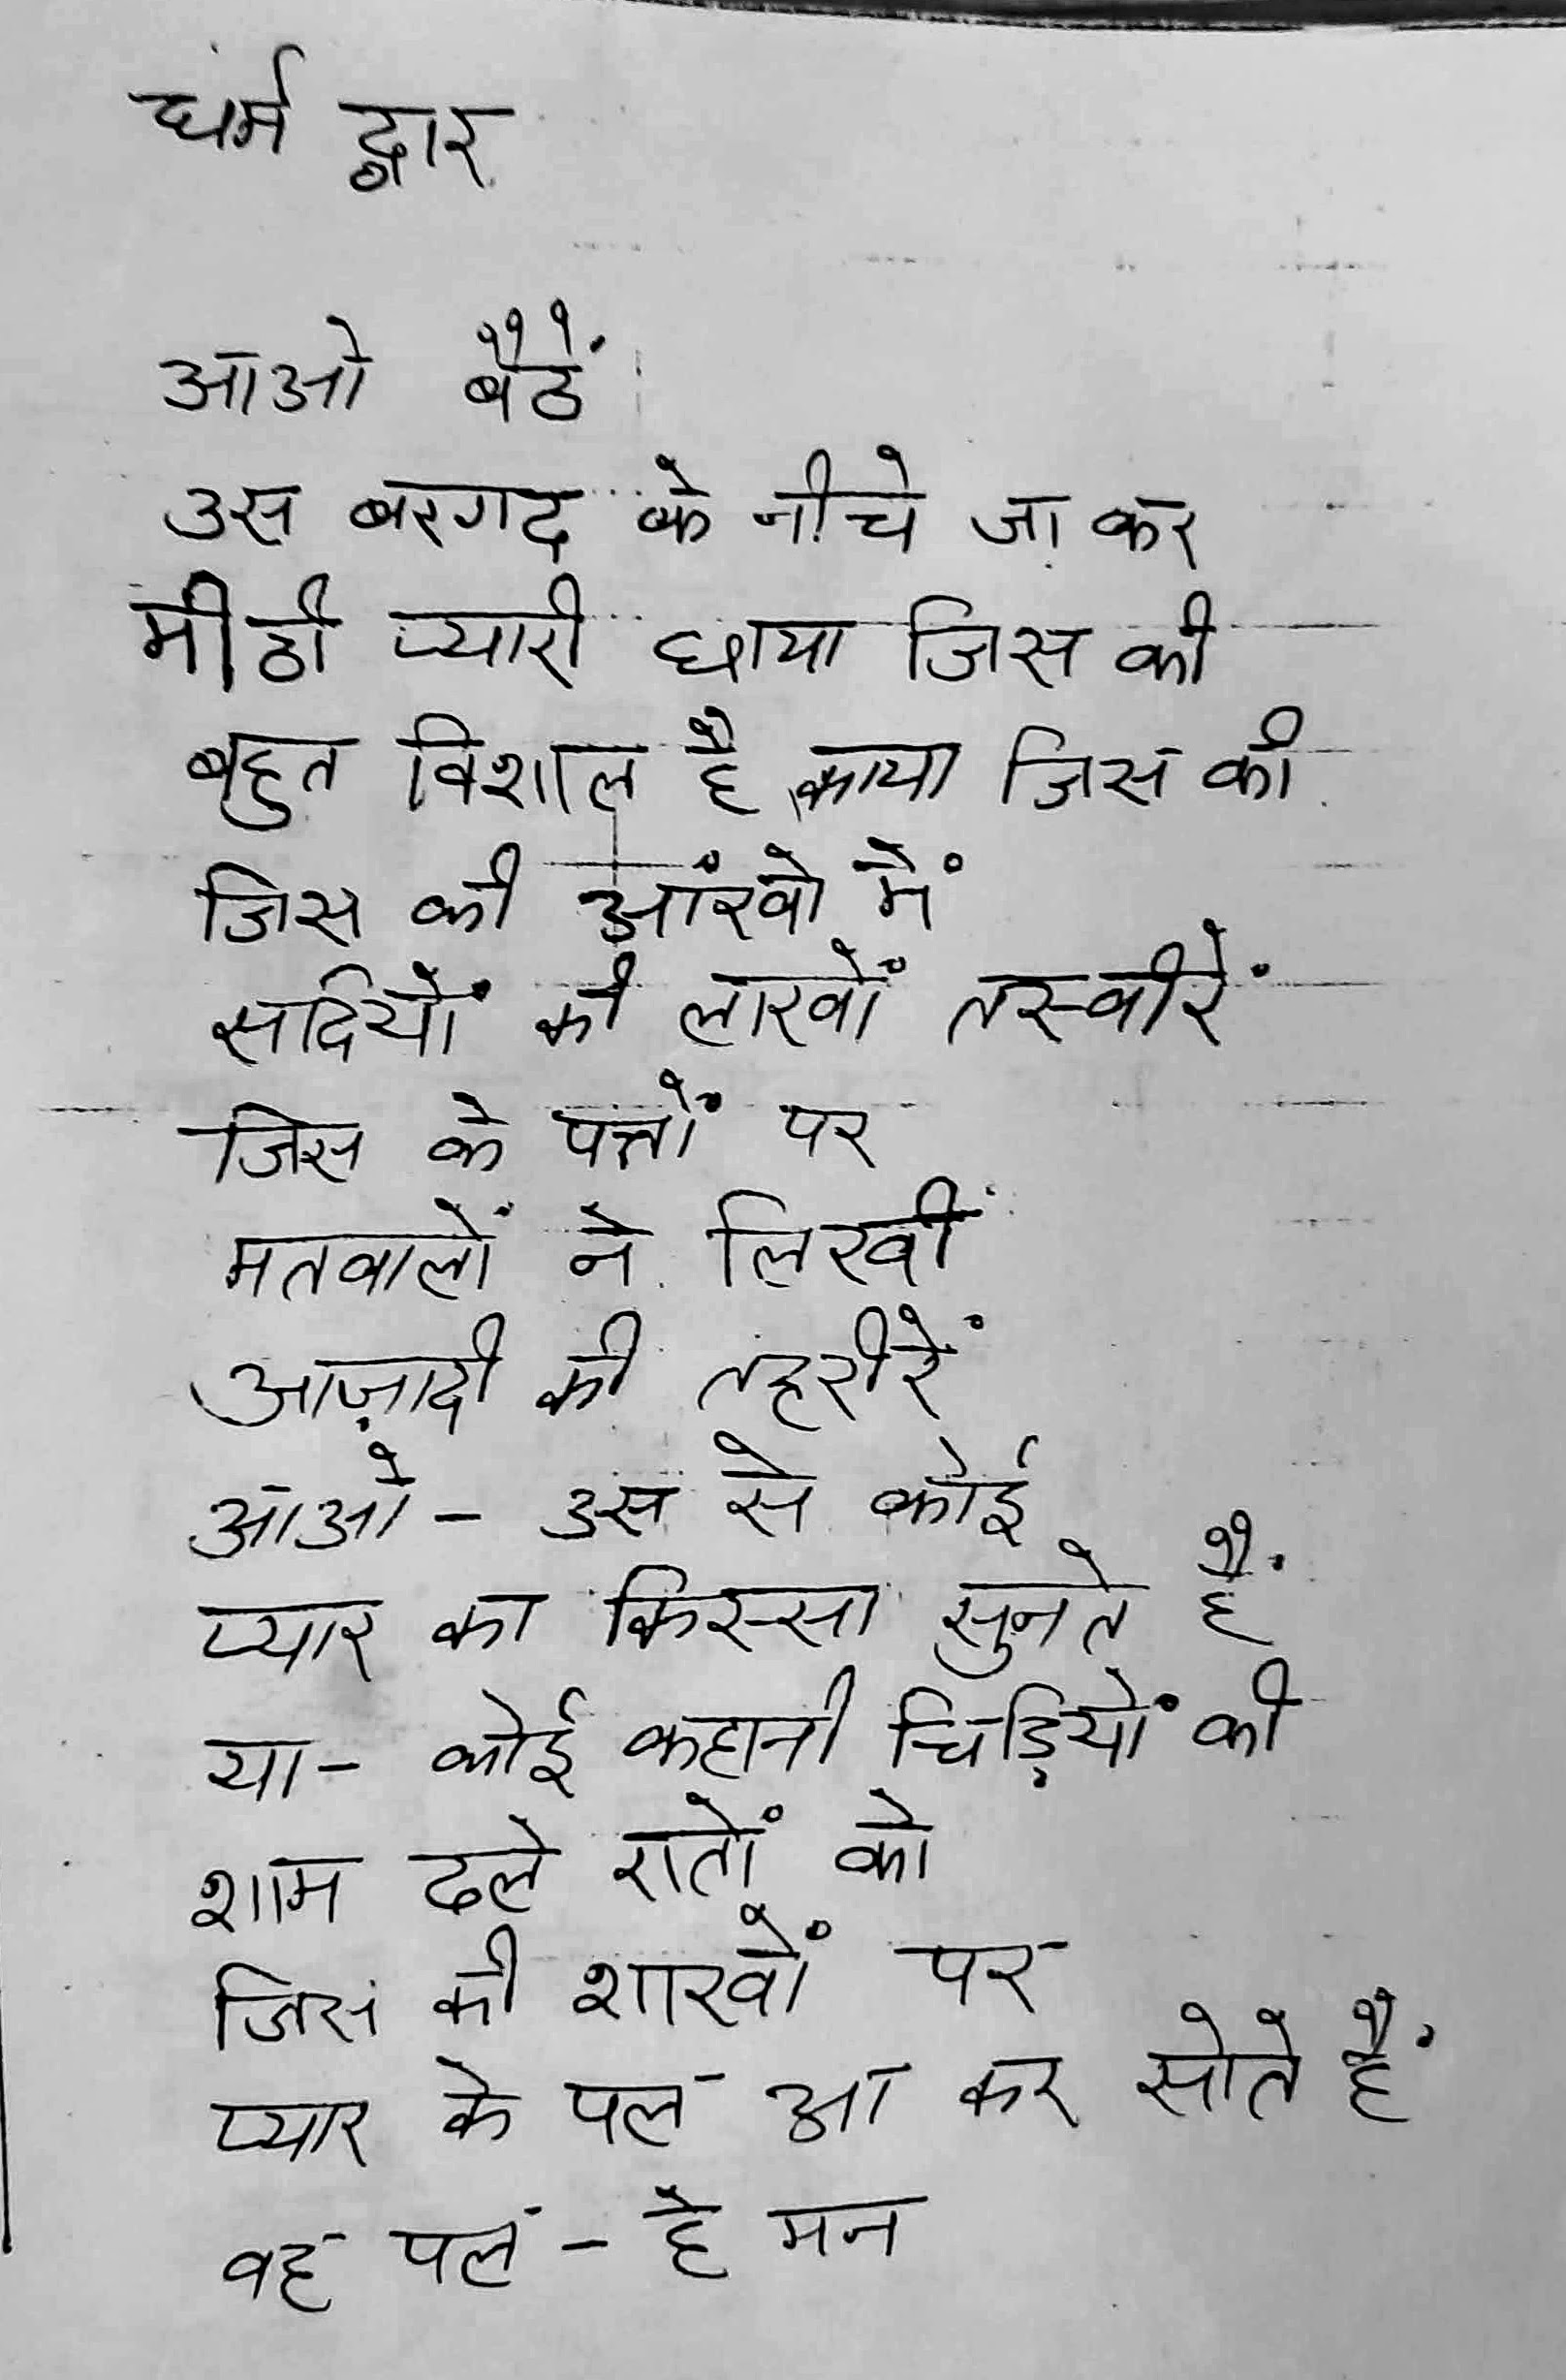 धर्म द्वार
आओ बैठें
उस बरगद के नीचे जा कर
मीठी प्यारी छाया जिस की
बहुत विशाल है काया जिस की
जिस की आंखों में
सदियों की लाखों तस्वीरें
जिस के पत्तों पर
मतवालों ने लिखीं
आज़ादी की तहरीरें
आओ - उस से कोई
प्यार का किस्सा सुनते हैं
या - कोई कहानी चिड़ियों की
शाम ढले रातों को
जिस की शाखों पर
प्यार के पल आ कर सोते हैं
वह पल - हे मन